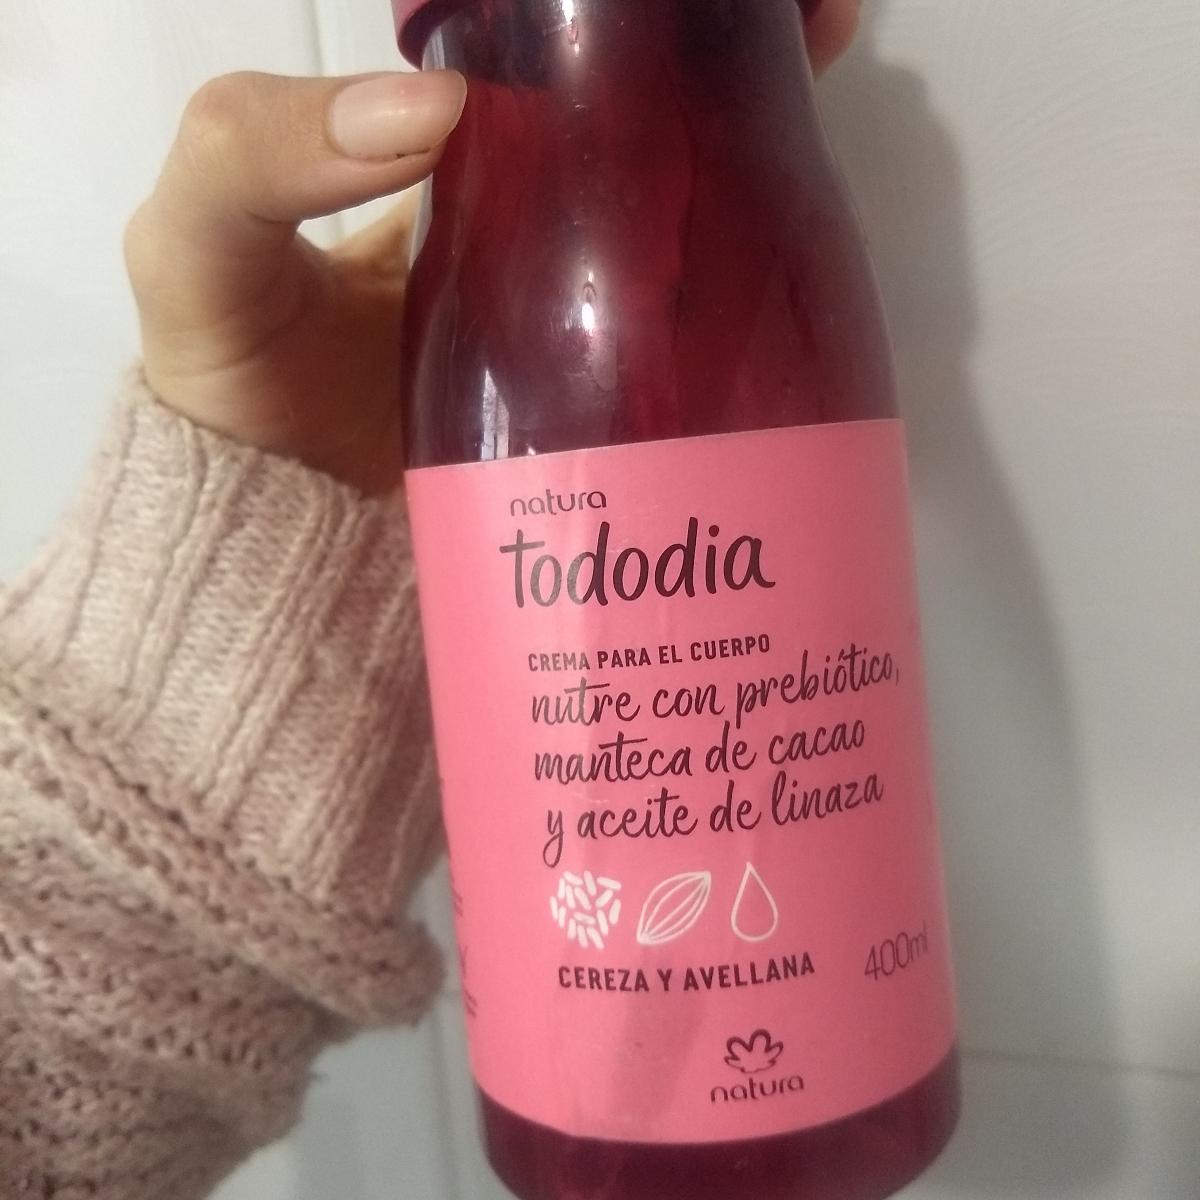 natura
tododia
CREMA PARA EL CUERPO
nutre con prebiótico,
manteca de cacao
y aceite de linaza
CEREZA Y AVELLANA
400ml
natura